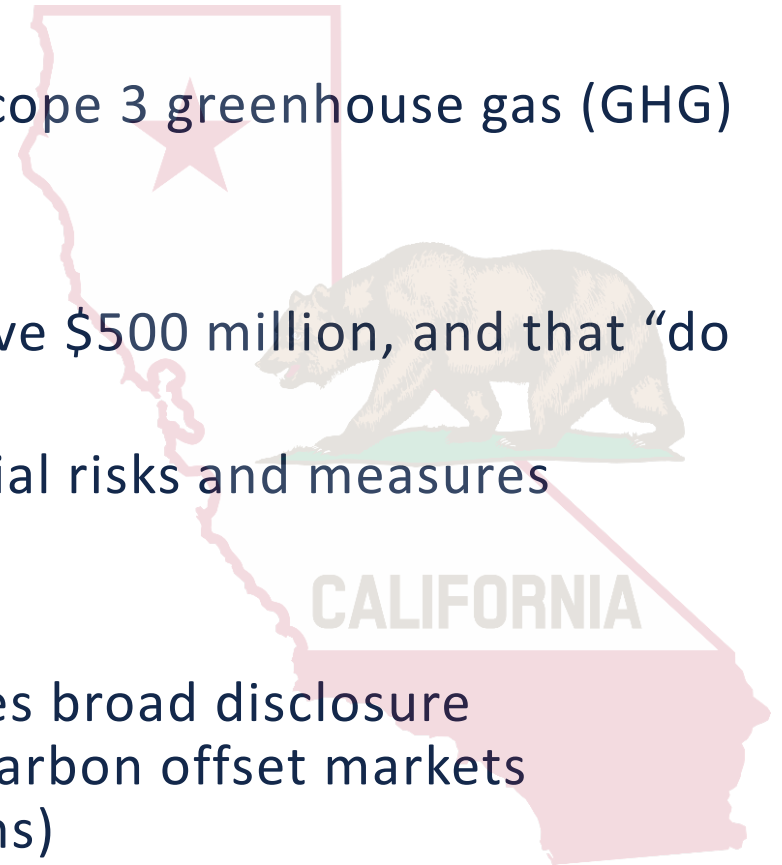 cope 3 greenhouse gas (GHG)
ve $500 million, and that “do
ial risks and measures
CALIFORNIA
es broad disclosure
arbon offset markets
ns)